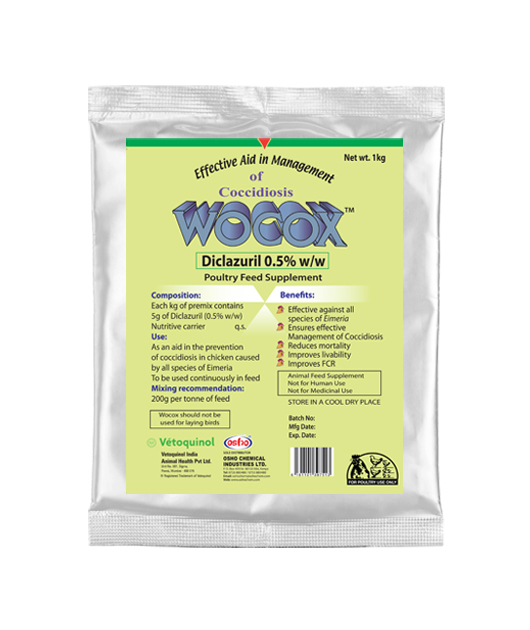 Effective Aid in Management
of
Coccidiosis
Net wt. 1kg
WOCOX™
Diclazuril 0.5% w/w
Poultry Feed Supplement
Composition:
Each kg of premix contains
5g of Diclazuril (0.5% w/w)
Nutritive carrier q.s.
Use:
As an aid in the prevention
of coccidiosis in chicken caused
by all species of Eimeria
To be used continuously in feed
Mixing recommendation:
200g per tonne of feed
Wocox should not be
used for laying birds
Benefits:
Effective against all
species of Eimeria
Ensures effective
Management of Coccidiosis
Reduces mortality
Improves livability
Improves FCR
Animal Feed Supplement
Not for Human Use
Not for Medicinal Use
STORE IN A COOL DRY PLACE
Batch No:
Mfg Date:
Exp. Date:
Vétoquinol
Vetoquinol India
Animal Health Pvt Ltd.
osho
SOLE DISTRIBUTOR
OSHO CHEMICAL
INDUSTRIES LTD.
FOR POULTRY USE ONLY